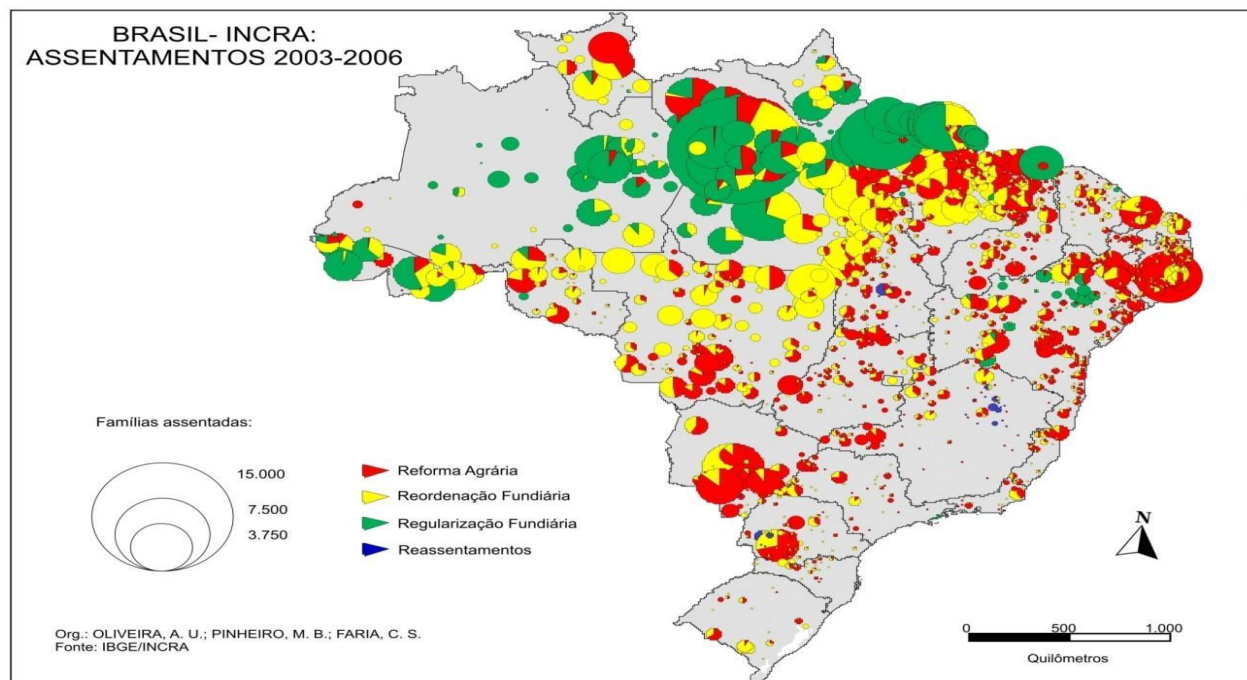 BRASIL- INCRA:
ASSENTAMENTOS 2003-2006
Famílias assentadas:
15.000
7.500
3.750
Reforma Agrária
Reordenação Fundiária
Regularização Fundiária
Reassentamentos
N
Org.: OLIVEIRA, A. U.; PINHEIRO, M. B.; FARIA, C. S.
Fonte: IBGE/INCRA
0 500 1.000
Quilômetros